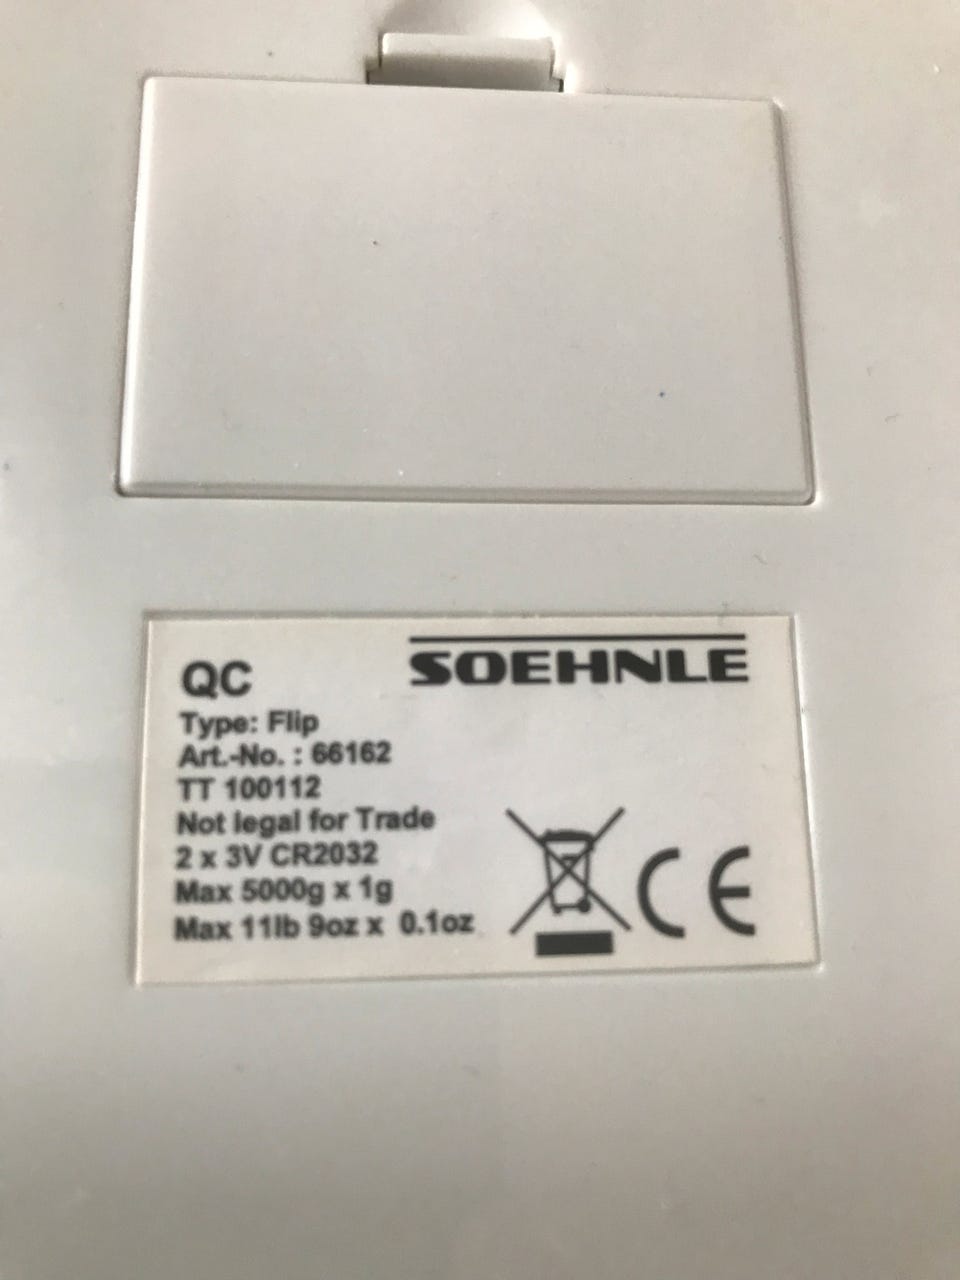 QC
SOEHNLE
Type: Flip
Art.-No. : 66162
TT 100112
Not legal for Trade
2 x 3V CR2032
Max 5000g x 1g
Max 11lb 9oz x 0.1oz
CE